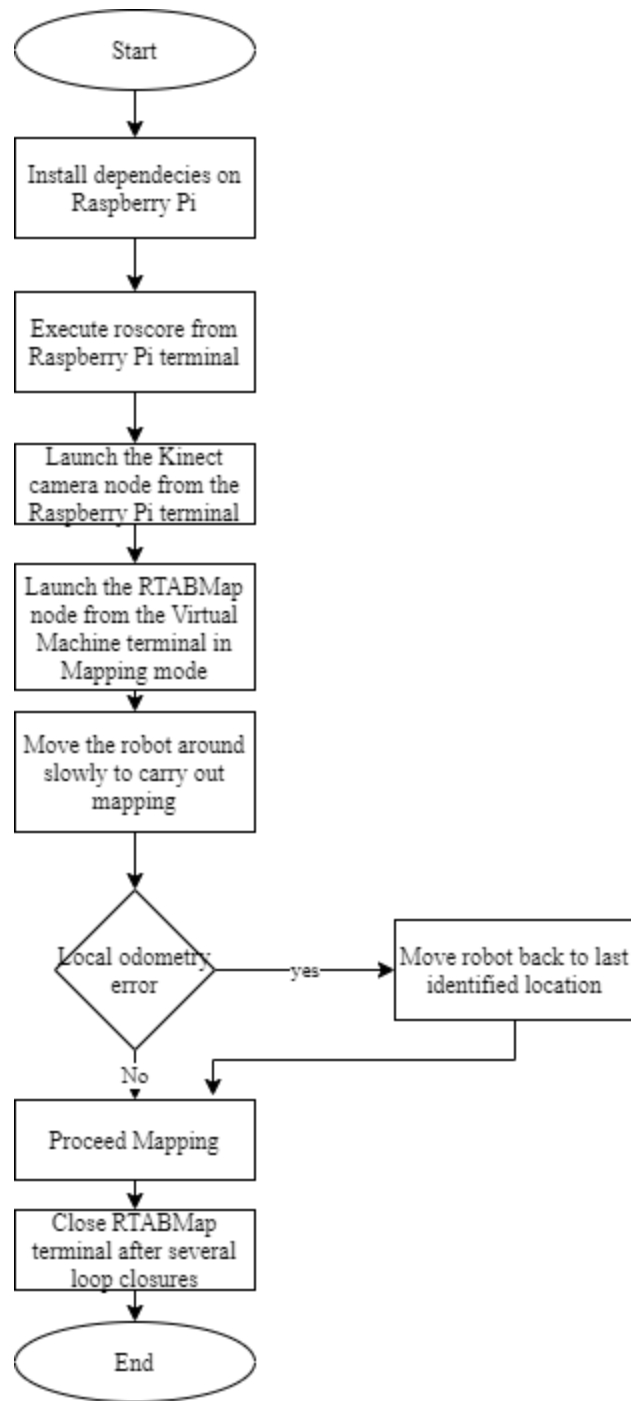 Start
Install dependecies on
Raspberry Pi
Execute roscore from
Raspberry Pi terminal
Launch the Kinect
camera node from the
Raspberry Pi terminal
Launch the RTABMap
node from the Virtual
Machine terminal in
Mapping mode
Move the robot around
slowly to carry out
mapping
Local odometry
error
yes
Move robot back to last
identified location
No
Proceed Mapping
Close RTABMap
terminal after several
loop closures
End